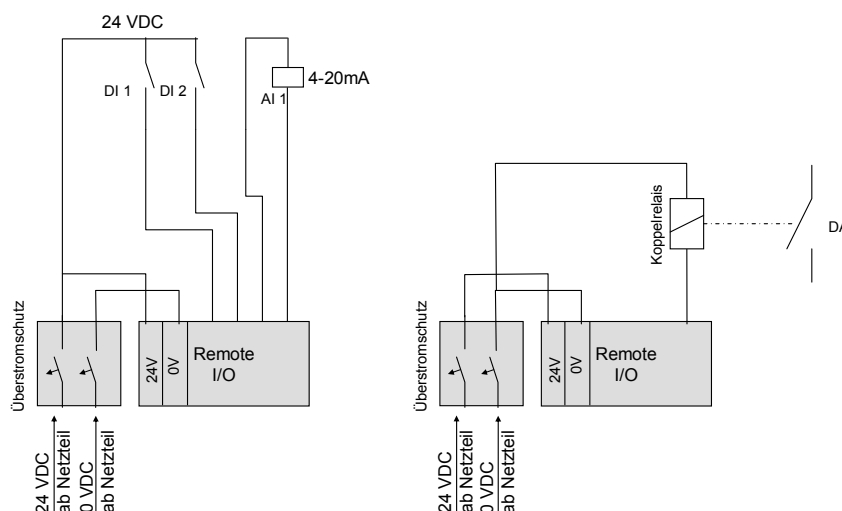 24 VDC
DI 1
DI 2
AI 1
4-20mA
Überstromschutz
24V
0V
Remote
I/O
24 VDC
ab Netzteil
0 VDC
ab Netzteil
Koppelrelais
DA
Überstromschutz
24V
0V
Remote
I/O
24 VDC
ab Netzteil
0 VDC
ab Netzteil